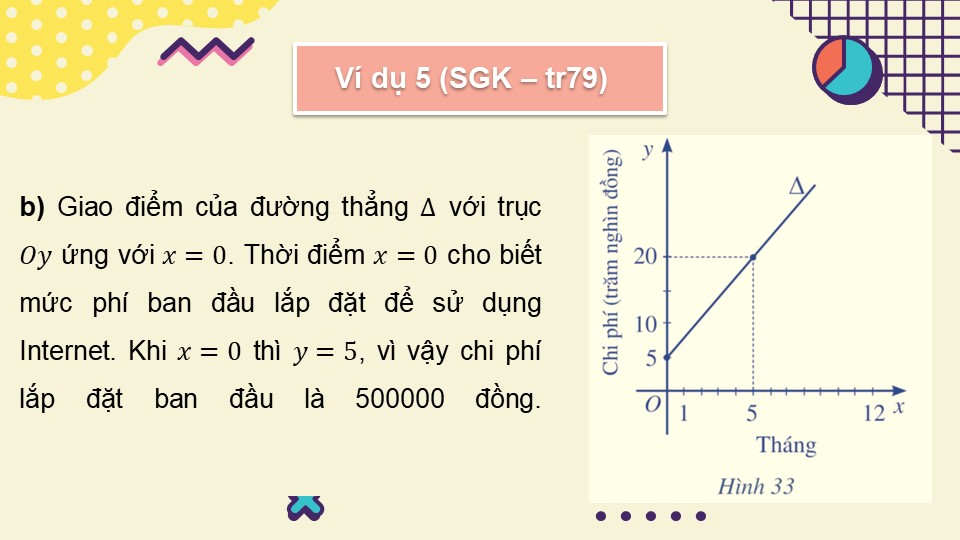 Ví dụ 5 (SGK – tr79)
b) Giao điểm của đường thẳng Δ với trục
𝑂𝑦 ứng với 𝑥 = 0. Thời điểm 𝑥 = 0 cho biết
mức phí ban đầu lắp đặt để sử dụng
Internet. Khi 𝑥 = 0 thì 𝑦 = 5, vì vậy chi phí
lắp đặt ban đầu là 500000 đồng.
Chi phí (trăm nghìn đồng)
y
Δ
20
10
5
O 1 5 12 x
Tháng
Hình 33